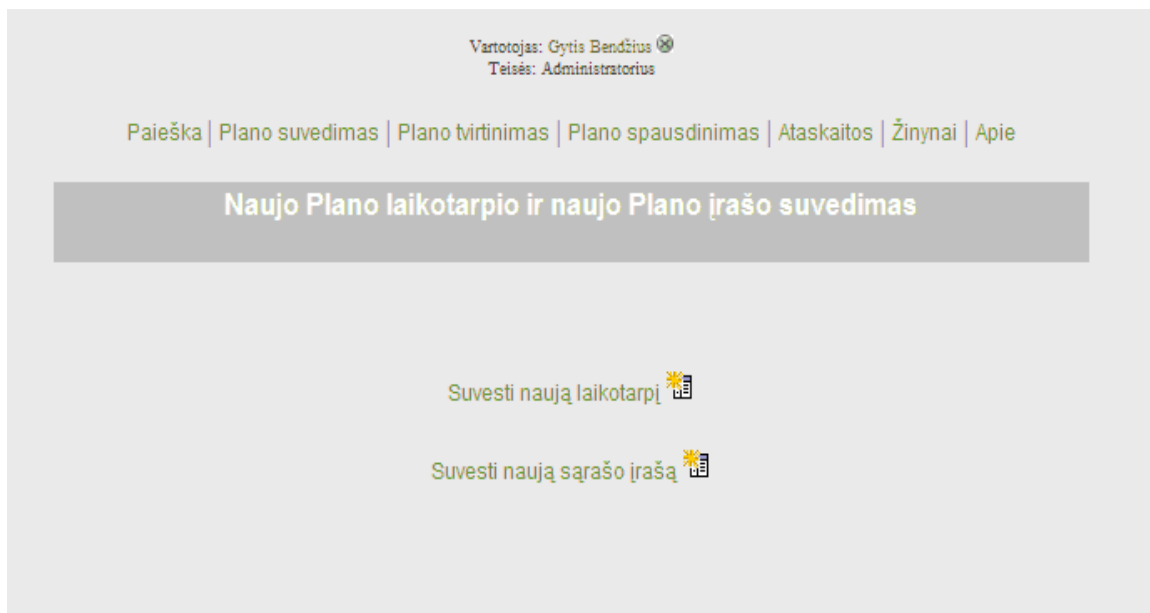 Vartotojas: Gytis Bendžius
Teisės: Administratorius
Paieška | Plano suvedimas | Plano tvirtinimas | Plano spausdinimas | Ataskaitos | Žinynai | Apie
Naujo Plano laikotarpio ir naujo Plano įrašo suvedimas
Suvesti naują laikotarpį
Suvesti naują sąrašo įrašą